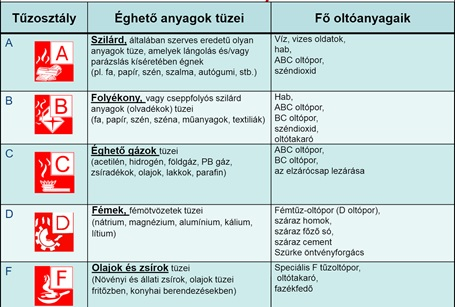 Tűzosztály Éghető anyagok tüzei Fő oltóanyagaik
A
A
Szilárd, általában szerves eredetű olyan
anyagok tüze, amelyek lángolás és/vagy
parázslás kíséretében égnek
(pl. fa, papír, szén, szalma, autógumi, stb.)
Víz, vizes oldatok,
hab,
ABC oltópor,
széndioxid
B
B
Folyékony, vagy cseppfolyós szilárd
anyagok (olvadékok) tüzei
(fa, papír, szén, széna, műanyagok, textiliák)
Hab,
ABC oltópor,
BC oltópor,
széndioxid,
oltótakaró
C
C
Éghető gázok tüzei
(acetilén, hidrogén, földgáz, PB gáz,
zsíradékok, olajok, lakkok, parafin)
ABC oltópor,
BC oltópor,
az elzárócsap lezárása
D
D
Fémek, fémötvözetek tüzei
(nátrium, magnézium, alumínium, kálium,
lítium)
Fémtűz-oltópor (D oltópor),
száraz homok,
száraz főző só,
száraz cement
Szürke öntvényforgács
F
F
Olajok és zsírok tüzei
(Növényi és állati zsírok, olajok tüzei
fritőzben, konyhai berendezésekben)
Speciális F tűzoltópor,
oltótakaró,
fazékfedő